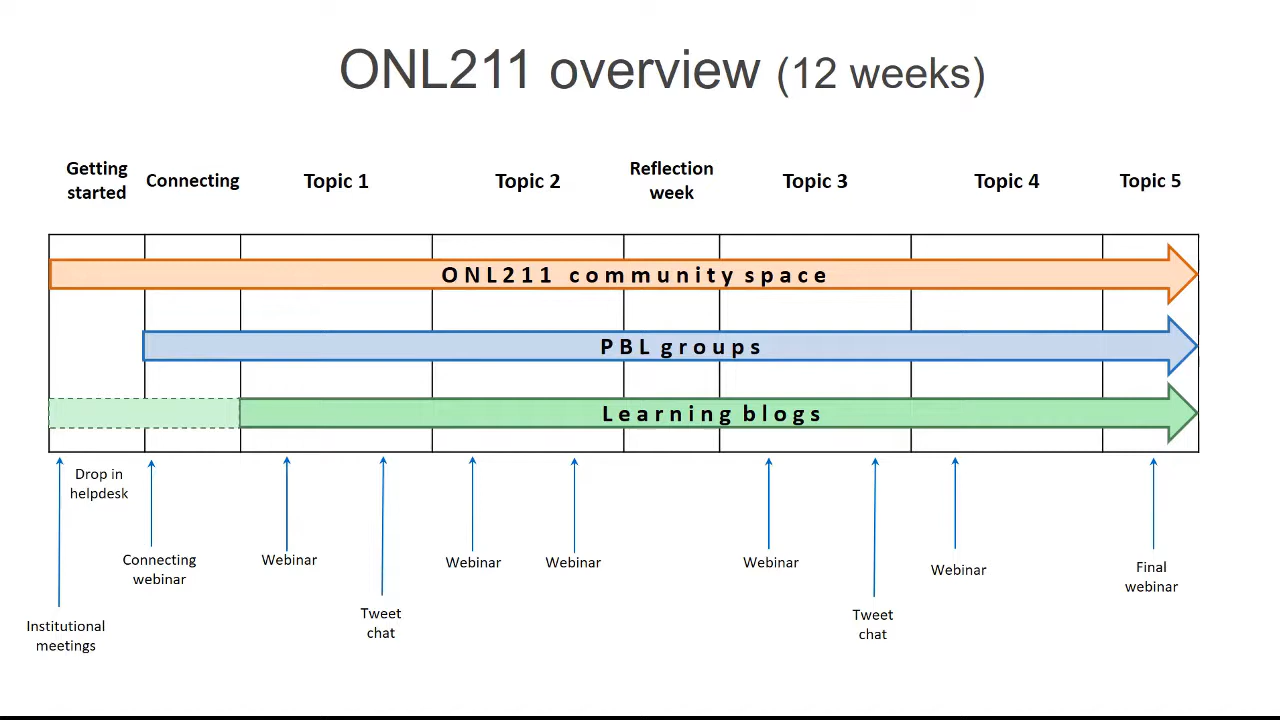 ONL211 overview (12 weeks)
Getting
started
Connecting
Topic 1
Topic 2
Reflection
week
Topic 3
Topic 4
Topic 5
ONL211 community space
PBL groups
Learning blogs
Drop in
helpdesk
Institutional
meetings
Connecting
webinar
Webinar
Tweet
chat
Webinar
Webinar
Webinar
Tweet
chat
Webinar
Final
webinar